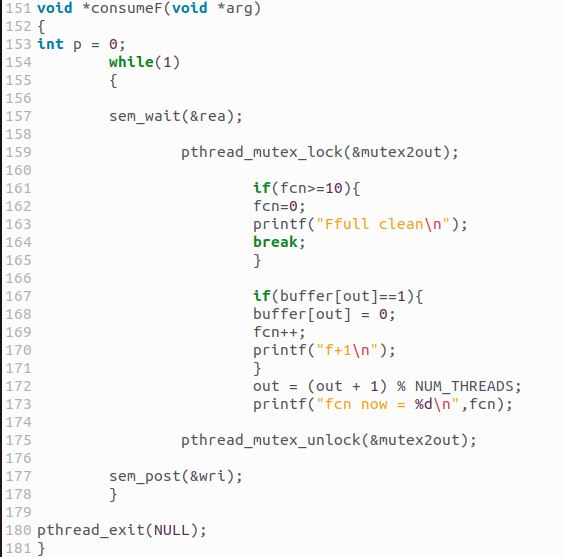 151 void *consumeF(void *arg)
152 {
153 int p = 0;
154 while(1)
155 {
156
157 sem_wait(&rea);
158
159 pthread_mutex_lock(&mutex2out);
160
161 if(fcn>=10){
162 fcn=0;
163 printf("Ffull clean\n");
164 break;
165 }
166
167 if(buffer[out]==1){
168 buffer[out] = 0;
169 fcn++;
170 printf("f+1\n");
171 }
172 out = (out + 1) % NUM_THREADS;
173 printf("fcn now = %d\n",fcn);
174
175 pthread_mutex_unlock(&mutex2out);
176
177 sem_post(&wri);
178 }
179
180 pthread_exit(NULL);
181 }